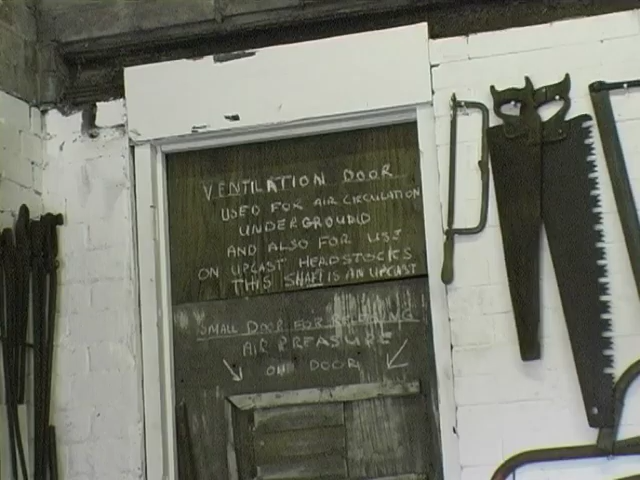 VENTILATION DOOR
USED FOR AIR CIRCULATION
UNDERGROUND
AND ALSO FOR USE
ON UPCAST HEADSTOCKS
THIS SHAFT IS AN UPCAST
SMALL DOOR FOR
AIR PREASURE
ON DOOR